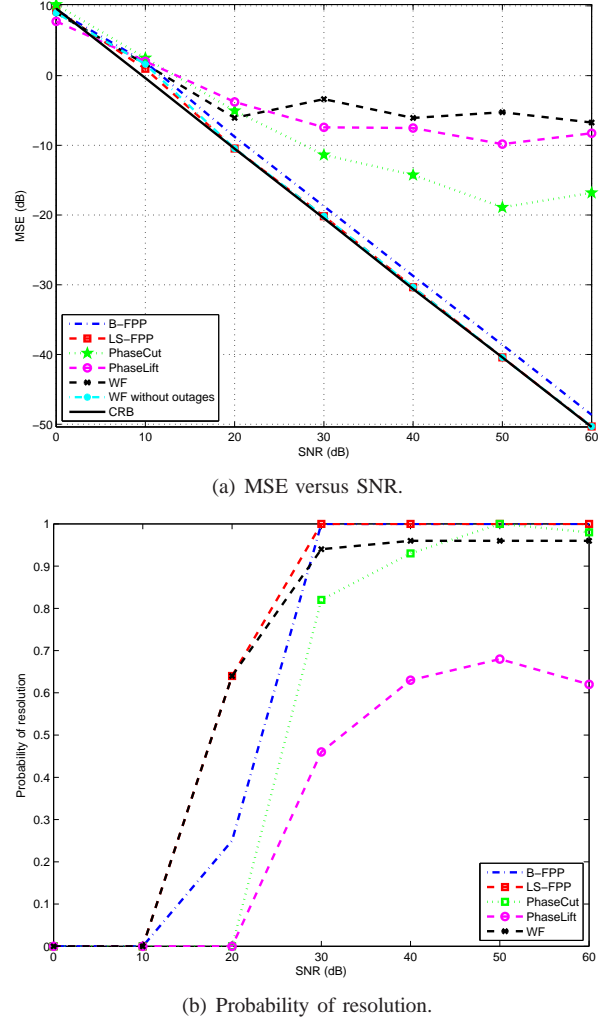 10
0
−10
−20
−30
−40
−50
MSE (dB)
B−FPP
LS−FPP
PhaseCut
PhaseLift
WF
WF without outages
CRB
0 10 20 30 40 50 60
SNR (dB)
(a) MSE versus SNR.
1
0.9
0.8
0.7
0.6
0.5
0.4
0.3
0.2
0.1
0
Probability of resolution
B−FPP
LS−FPP
PhaseCut
PhaseLift
WF
0 10 20 30 40 50 60
SNR (dB)
(b) Probability of resolution.